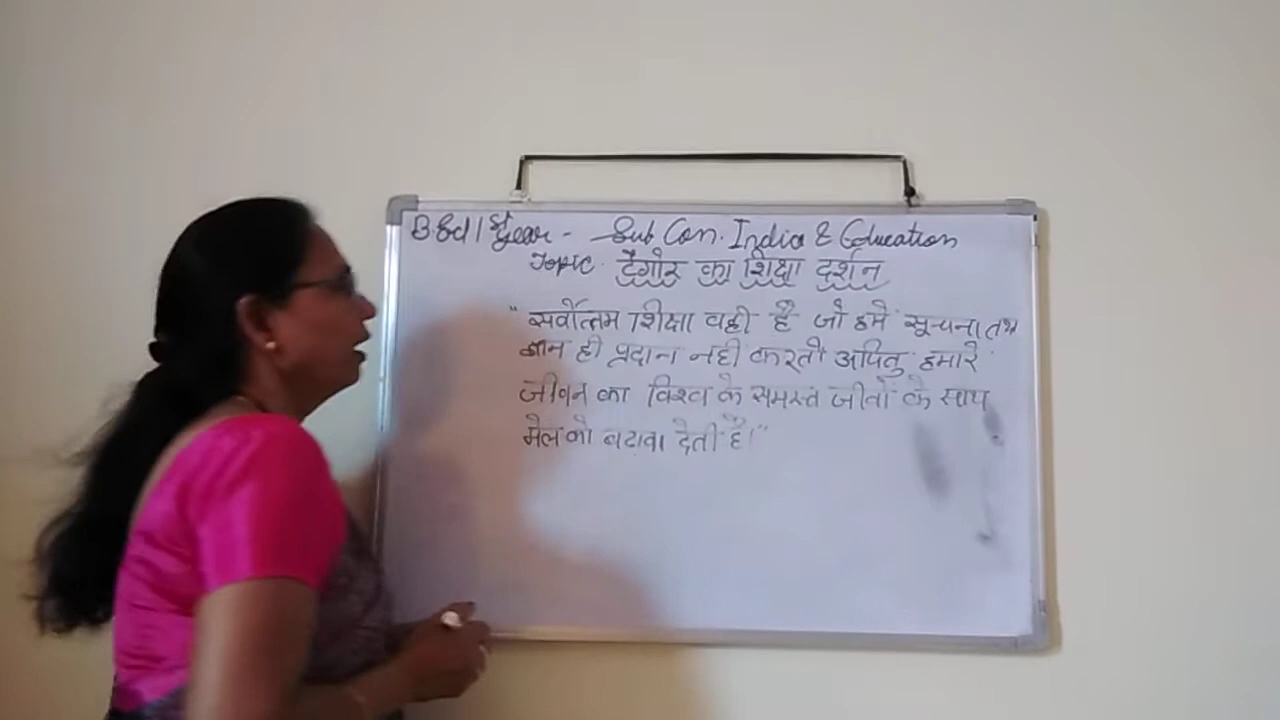 B.Ed 1st Year - Sub Con. India & Education
Topic. टैगोर का शिक्षा दर्शन
"सर्वोत्तम शिक्षा वही है जो हमें सूचना तथा
ज्ञान ही प्रदान नही करती अपितु हमारे
जीवन का विश्व के समस्त जीवों के साथ
मेल को बढावा देती है।"